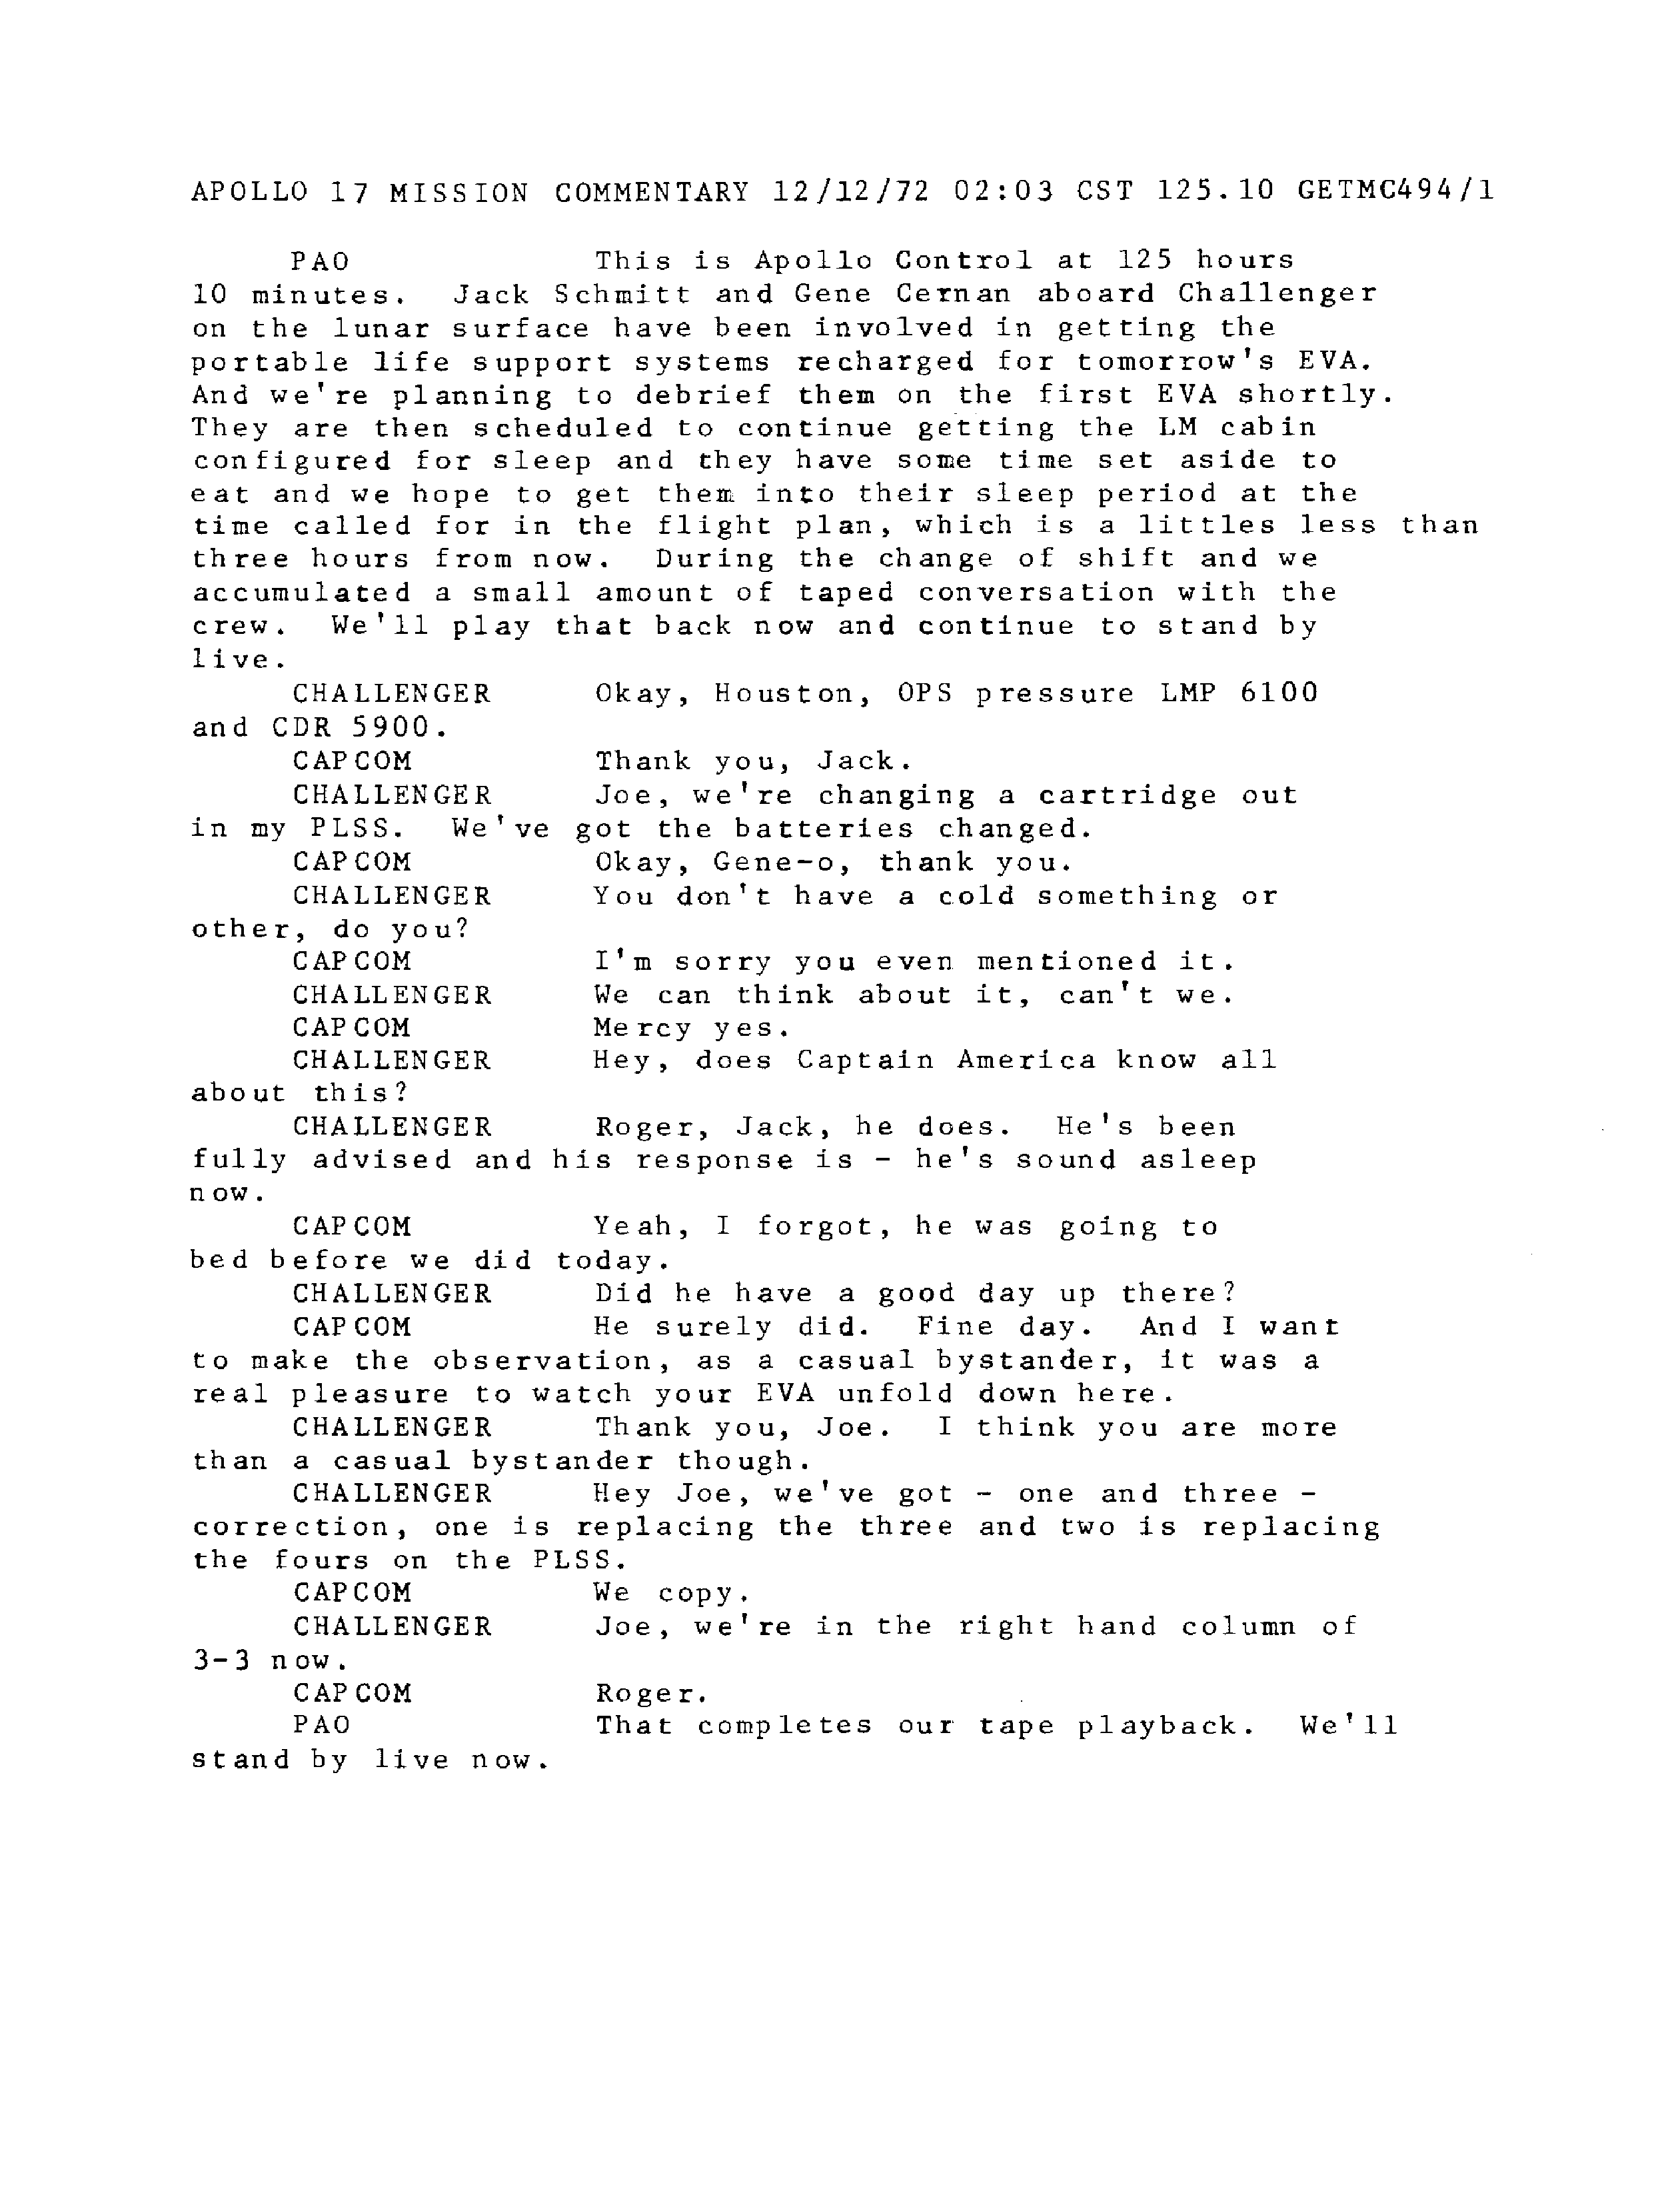 APOLLO 17 MISSION COMMENTARY 12/12/72 02:03 CST 125.10 GETMC494/1
PAO This is Apollo Control at 125 hours
10 minutes. Jack Schmitt and Gene Cernan aboard Challenger
on the lunar surface have been involved in getting the
portable life support systems recharged for tomorrow's EVA.
And we're planning to debrief them on the first EVA shortly.
They are then scheduled to continue getting the LM cabin
configured for sleep and they have some time set aside to
eat and we hope to get them into their sleep period at the
time called for in the flight plan, which is a littles less than
three hours from now. During the change of shift and we
accumulated a small amount of taped conversation with the
crew. We'll play that back now and continue to stand by
live.
CHALLENGER Okay, Houston, OPS pressure LMP 6100
and CDR 5900.
CAPCOM Thank you, Jack.
CHALLENGER Joe, we're changing a cartridge out
in my PLSS. We've got the batteries changed.
CAPCOM Okay, Gene-o, thank you.
CHALLENGER You don't have a cold something or
other, do you?
CAPCOM I'm sorry you even mentioned it.
CHALLENGER We can think about it, can't we.
CAPCOM Mercy yes.
CHALLENGER Hey, does Captain America know all
about this?
CHALLENGER Roger, Jack, he does. He's been
fully advised and his response is - he's sound asleep
now.
CAPCOM Yeah, I forgot, he was going to
bed before we did today.
CHALLENGER Did he have a good day up there?
CAPCOM He surely did. Fine day. And I want
to make the observation, as a casual bystander, it was a
real pleasure to watch your EVA unfold down here.
CHALLENGER Thank you, Joe. I think you are more
than a casual bystander though.
CHALLENGER Hey Joe, we've got - one and three -
correction, one is replacing the three and two is replacing
the fours on the PLSS.
CAPCOM We copy.
CHALLENGER Joe, we're in the right hand column of
3-3 now.
CAPCOM Roger.
PAO That completes our tape playback. We'll
stand by live now.